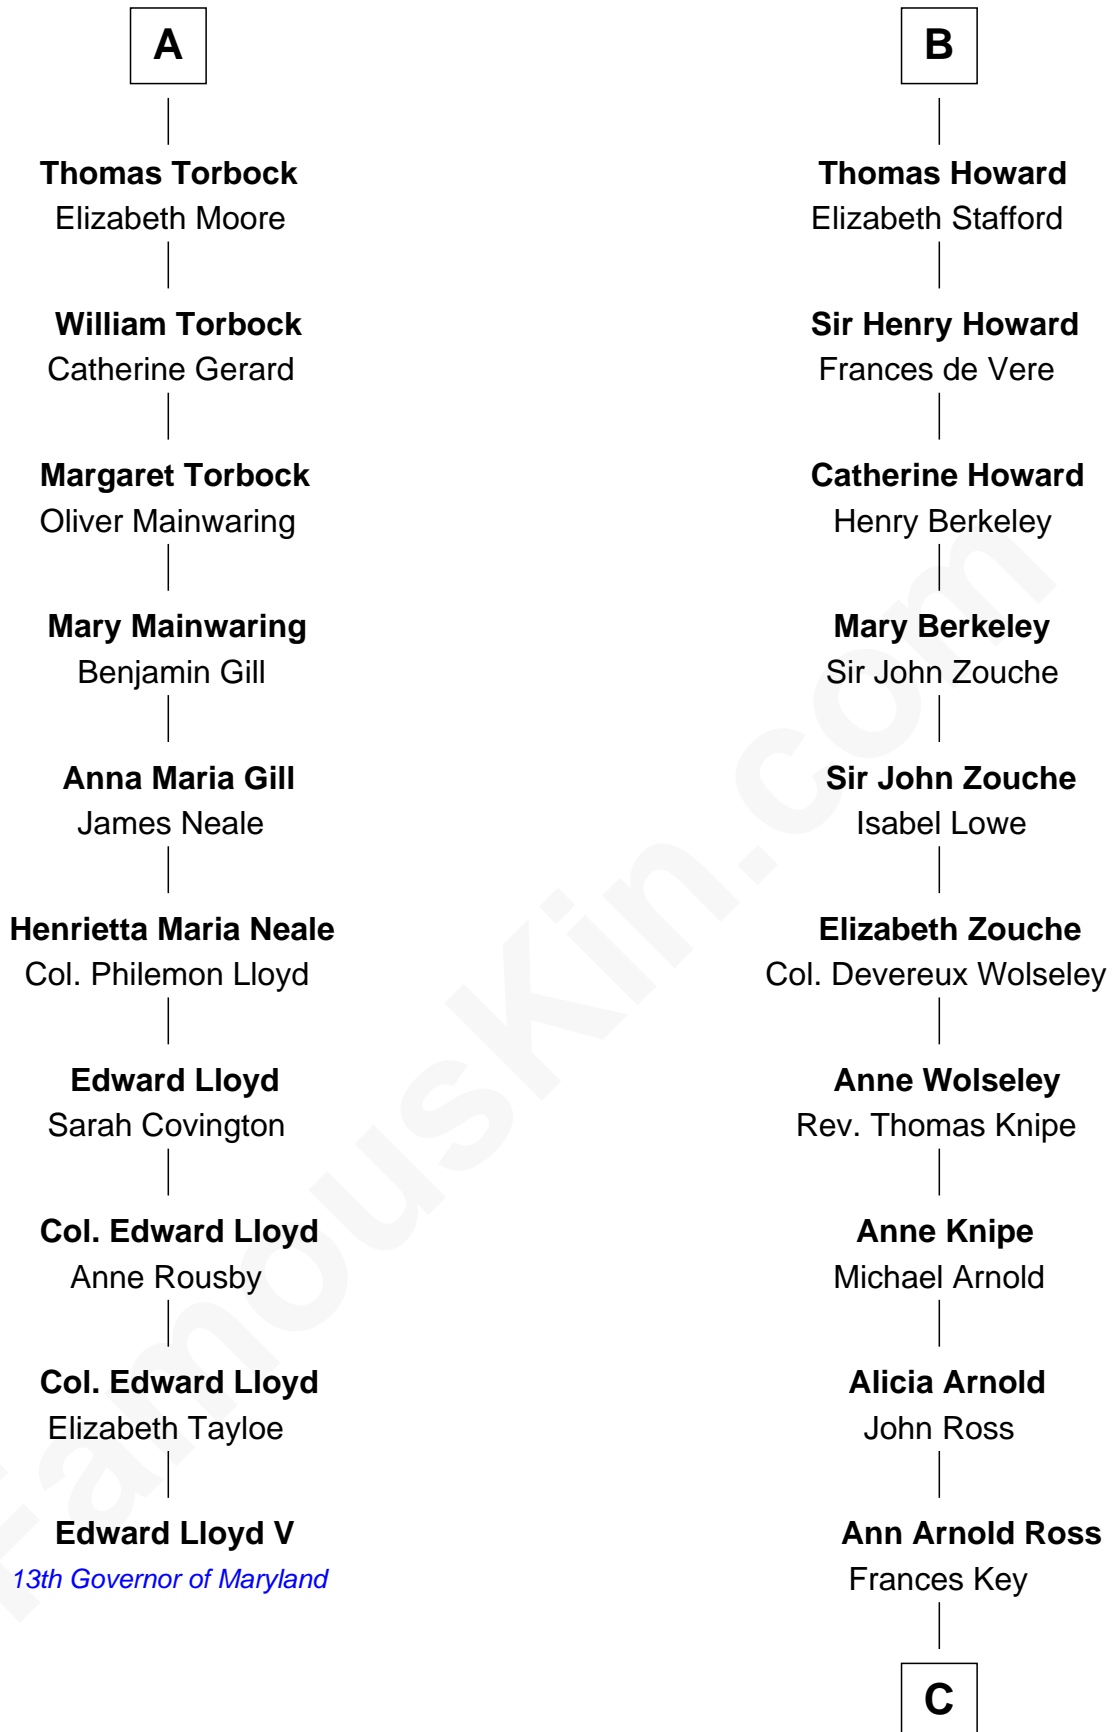 A
Thomas Torbock
Elizabeth Moore
William Torbock
Catherine Gerard
Margaret Torbock
Oliver Mainwaring
Mary Mainwaring
Benjamin Gill
Anna Maria Gill
James Neale
Henrietta Maria Neale
Col. Philemon Lloyd
Edward Lloyd
Sarah Covington
Col. Edward Lloyd
Anne Rousby
Col. Edward Lloyd
Elizabeth Tayloe
Edward Lloyd V
13th Governor of Maryland
B
Thomas Howard
Elizabeth Stafford
Sir Henry Howard
Frances de Vere
Catherine Howard
Henry Berkeley
Mary Berkeley
Sir John Zouche
Sir John Zouche
Isabel Lowe
Elizabeth Zouche
Col. Devereux Wolseley
Anne Wolseley
Rev. Thomas Knipe
Anne Knipe
Michael Arnold
Alicia Arnold
John Ross
Ann Arnold Ross
Frances Key
C
FamousKin.com